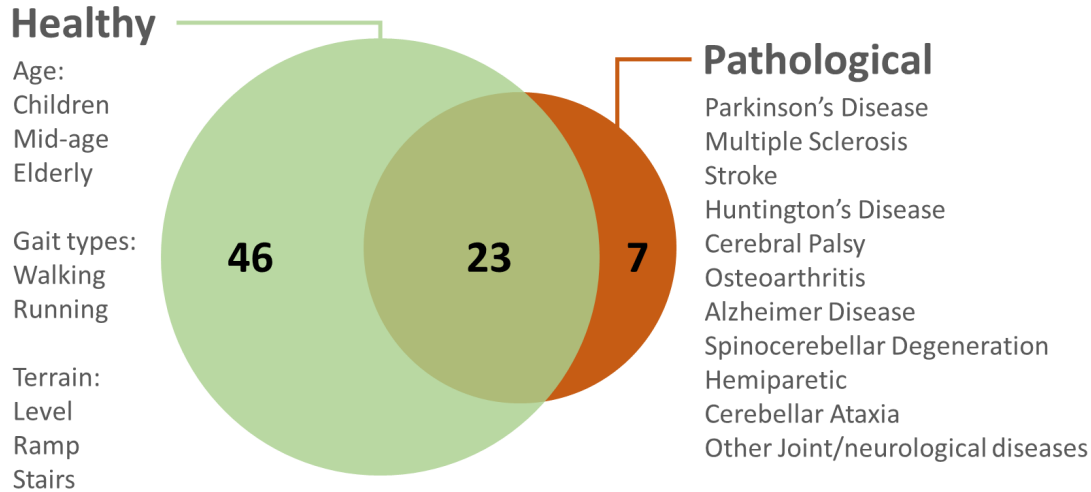 Healthy
Age:
Children
Mid-age
Elderly
Gait types:
Walking
Running
Terrain:
Level
Ramp
Stairs
46
23
7
Pathological
Parkinson’s Disease
Multiple Sclerosis
Stroke
Huntington’s Disease
Cerebral Palsy
Osteoarthritis
Alzheimer Disease
Spinocerebellar Degeneration
Hemiparetic
Cerebellar Ataxia
Other Joint/neurological diseases